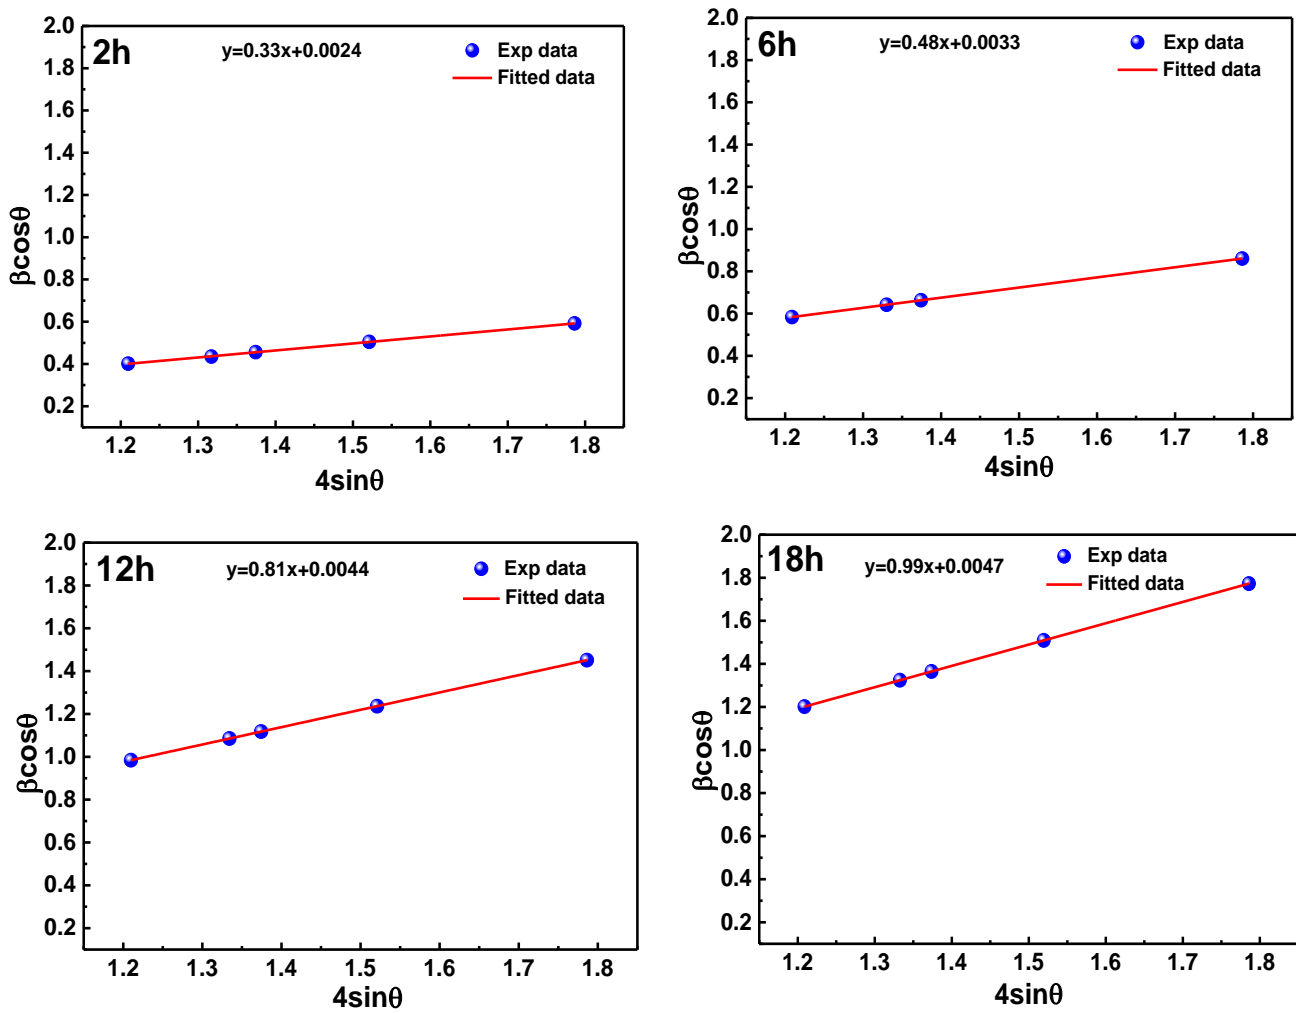 2h
y=0.33x+0.0024
Exp data
Fitted data
2.0
1.8
1.6
1.4
1.2
1.0
0.8
0.6
0.4
0.2
βcosθ
1.2 1.3 1.4 1.5 1.6 1.7 1.8
4sinθ
6h
y=0.48x+0.0033
Exp data
Fitted data
2.0
1.8
1.6
1.4
1.2
1.0
0.8
0.6
0.4
0.2
βcosθ
1.2 1.3 1.4 1.5 1.6 1.7 1.8
4sinθ
12h
y=0.81x+0.0044
Exp data
Fitted data
2.0
1.8
1.6
1.4
1.2
1.0
0.8
0.6
0.4
0.2
βcosθ
1.2 1.3 1.4 1.5 1.6 1.7 1.8
4sinθ
18h
y=0.99x+0.0047
Exp data
Fitted data
2.0
1.8
1.6
1.4
1.2
1.0
0.8
0.6
0.4
0.2
βcosθ
1.2 1.3 1.4 1.5 1.6 1.7 1.8
4sinθ